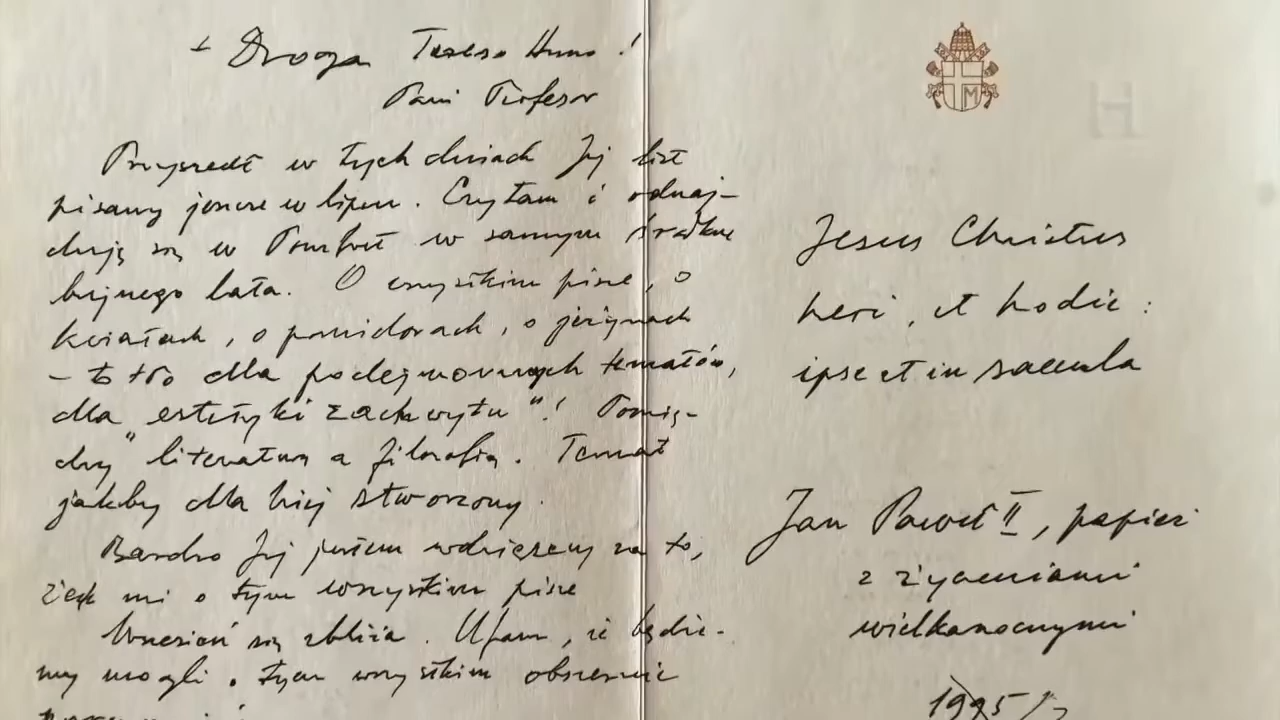 + Droga Tereso Anno!
Pani Profesor
Przyszedł w tych dniach Jej list
pisany jeszcze w lipcu. Czytam i odnaj-
dują się w Pomfret w samym środku
bujnego lata. O wszystkim pisze, o
kwiatach, o pomidorach, o jeżynach
– to tło dla podejmowanych tematów,
dla "estetyki zachwytu"! Pomię-
dzy literaturą a filozofią. Temat
jakby dla niej stworzony.
Bardzo Jej jestem wdzięczny za to,
że mi o tym wszystkim pisze
Wrzesień się zbliża. Ufam, że będzie-
my mogli o tym wszystkim obszernie
Jesus Christus
heri, et hodie:
ipse et in saecula
Jan Paweł II, papież
z życzeniami
wielkanocnymi
1995
M